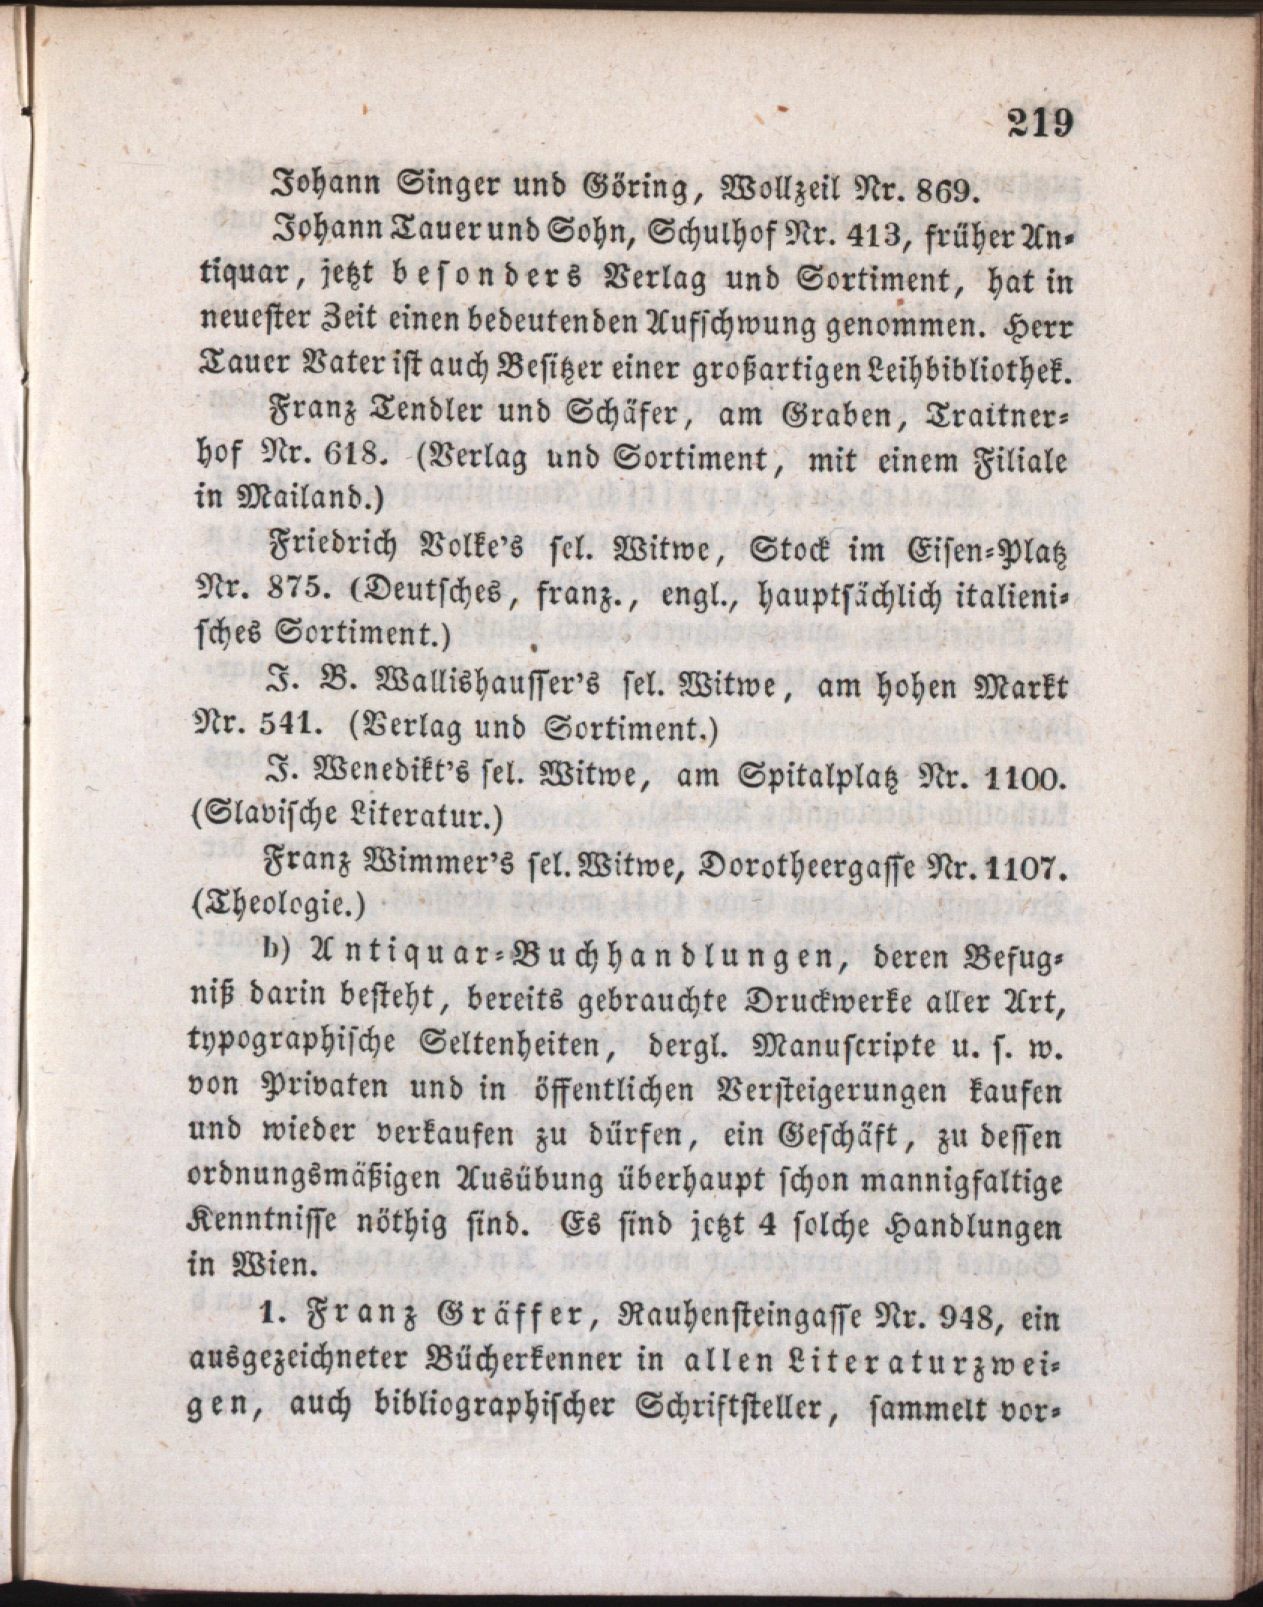 219
Johann Singer und Göring, Wollzeil Nr. 869.
Johann Tauer und Sohn, Schulhof Nr. 413, früher An-
tiquar, jetzt besonders Verlag und Sortiment, hat in
neuester Zeit einen bedeutenden Aufschwung genommen. Herr
Tauer Vater ist auch Besitzer einer großartigen Leihbibliothek.
Franz Tendler und Schäfer, am Graben, Traitner-
hof Nr. 618. (Verlag und Sortiment, mit einem Filiale
in Mailand.)
Friedrich Volke's sel. Witwe, Stock im Eisen-Platz
Nr. 875. (Deutsches, franz., engl., hauptsächlich italieni-
sches Sortiment.)
J. B. Wallishausser's sel. Witwe, am hohen Markt
Nr. 541. (Verlag und Sortiment.)
J. Wenedikt's sel. Witwe, am Spitalplatz Nr. 1100.
(Slavische Literatur.)
Franz Wimmer's sel. Witwe, Dorotheergasse Nr. 1107.
(Theologie.)
b) Antiquar-Buchhandlungen, deren Befug-
niß darin besteht, bereits gebrauchte Druckwerke aller Art,
typographische Seltenheiten, dergl. Manuscripte u. s. w.
von Privaten und in öffentlichen Versteigerungen kaufen
und wieder verkaufen zu dürfen, ein Geschäft, zu dessen
ordnungsmäßigen Ausübung überhaupt schon mannigfaltige
Kenntnisse nöthig sind. Es sind jetzt 4 solche Handlungen
in Wien.
1. Franz Gräffer, Rauhensteingasse Nr. 948, ein
ausgezeichneter Bücherkenner in allen Literaturzwei-
gen, auch bibliographischer Schriftsteller, sammelt vor-